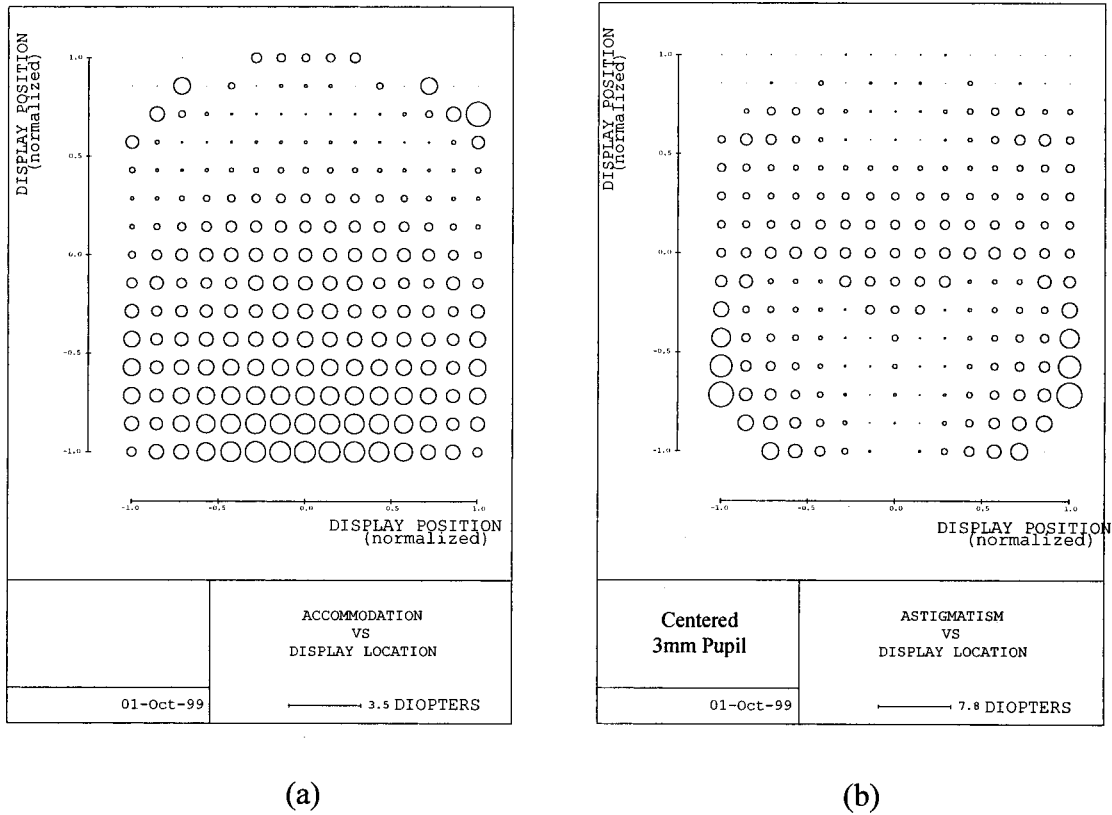 DISPLAY POSITION
(normalized)
1.0
0.5
0.0
-0.5
-1.0
-1.0
-0.5
0.0
0.5
1.0
DISPLAY POSITION
(normalized)
ACCOMMODATION
VS
DISPLAY LOCATION
01-Oct-99
3.5 DIOPTERS
(a)
DISPLAY POSITION
(normalized)
1.0
0.5
0.0
-0.5
-1.0
-1.0
-0.5
0.0
0.5
1.0
DISPLAY POSITION
(normalized)
Centered
3mm Pupil
ASTIGMATISM
VS
DISPLAY LOCATION
01-Oct-99
7.8 DIOPTERS
(b)